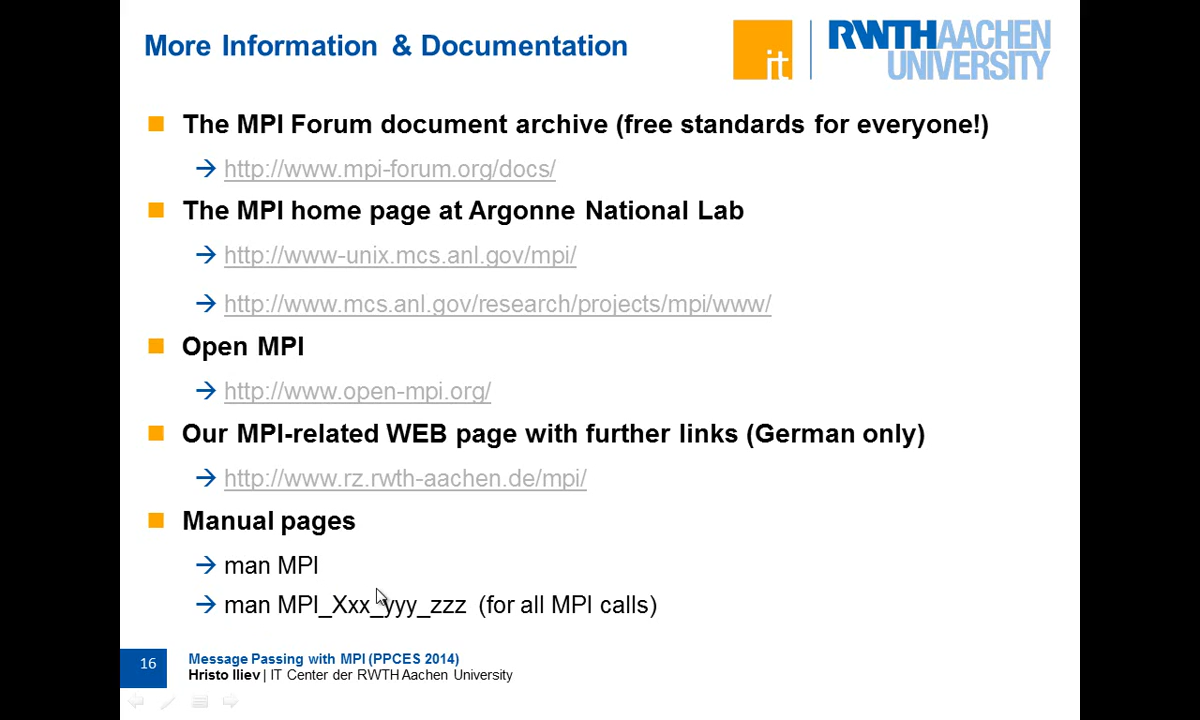 More Information & Documentation
it
RWTHAACHEN
UNIVERSITY
The MPI Forum document archive (free standards for everyone!)
http://www.mpi-forum.org/docs/
The MPI home page at Argonne National Lab
http://www-unix.mcs.anl.gov/mpi/
http://www.mcs.anl.gov/research/projects/mpi/www/
Open MPI
http://www.open-mpi.org/
Our MPI-related WEB page with further links (German only)
http://www.rz.rwth-aachen.de/mpi/
Manual pages
man MPI
man MPI_Xxx_yyy_zzz (for all MPI calls)
16
Message Passing with MPI (PPCES 2014)
Hristo Iliev | IT Center der RWTH Aachen University